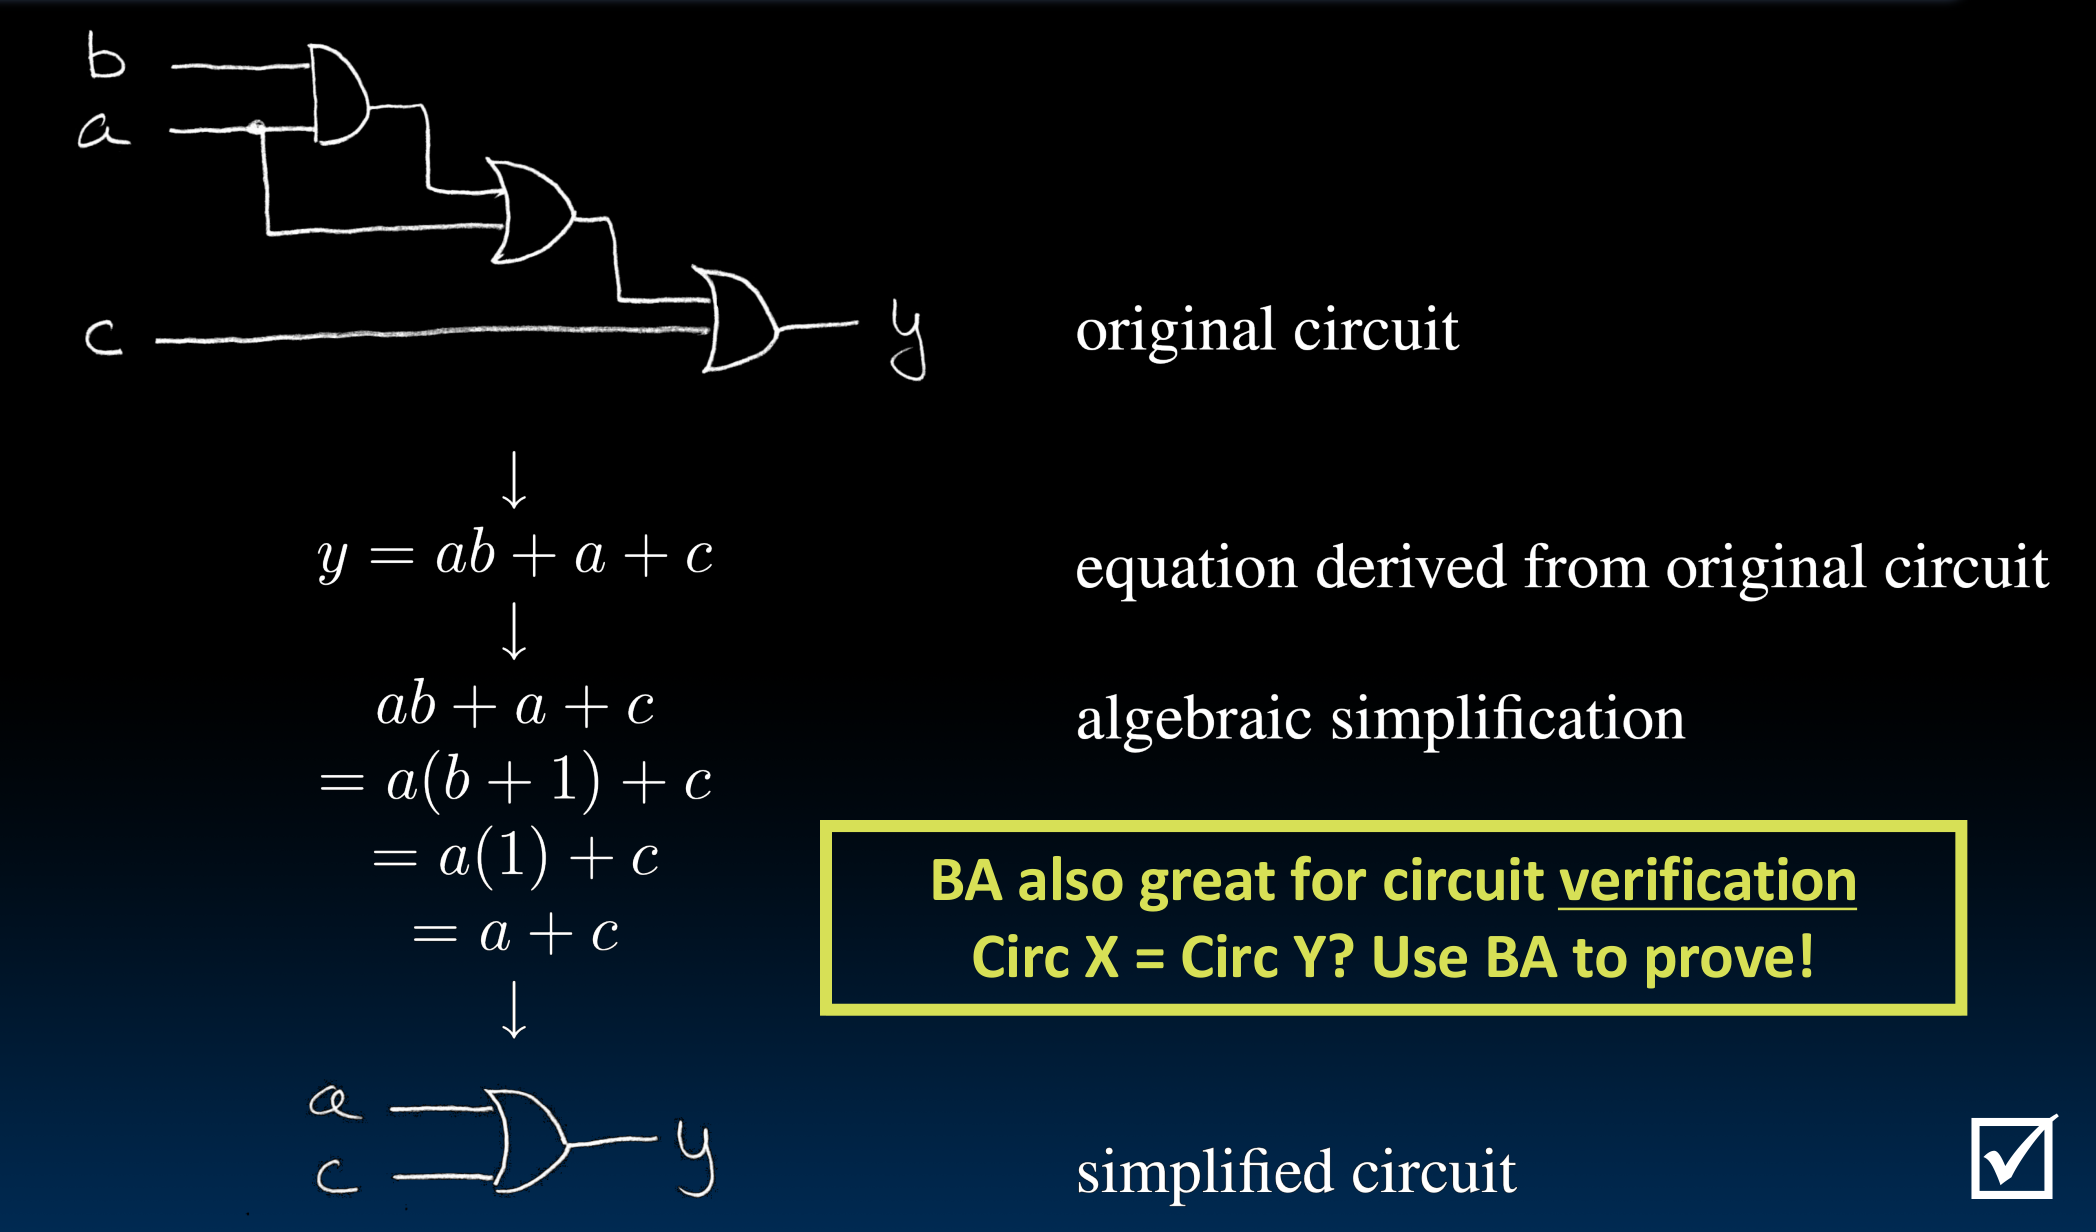 b
a
c
y
original circuit
↓
y = ab + a + c
equation derived from original circuit
↓
ab + a + c
algebraic simplification
= a(b + 1) + c
= a(1) + c
= a + c
BA also great for circuit verification
Circ X = Circ Y? Use BA to prove!
↓
a
c
y
simplified circuit